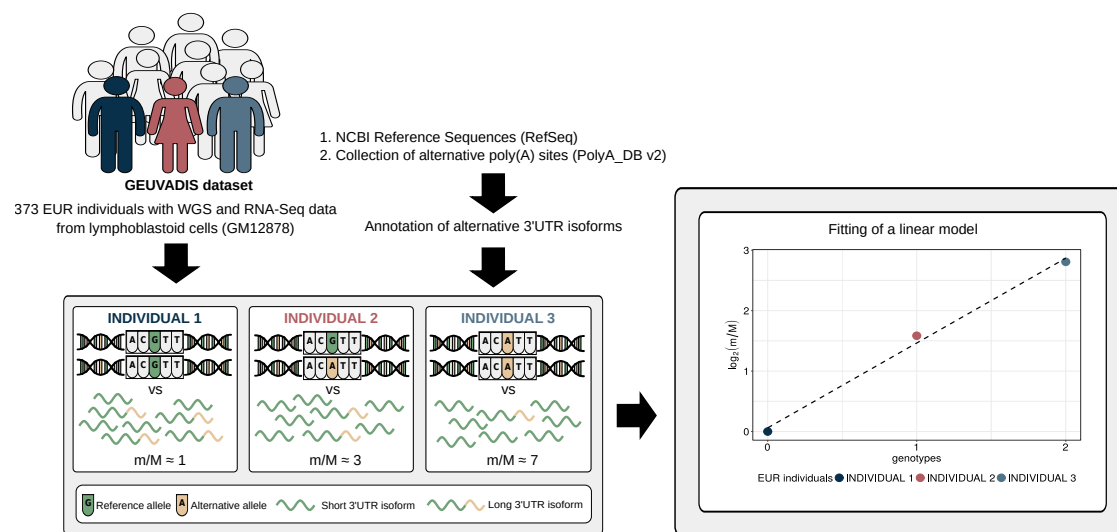 GEUVADIS dataset
373 EUR individuals with WGS and RNA-Seq data
from lymphoblastoid cells (GM12878)
1. NCBI Reference Sequences (RefSeq)
2. Collection of alternative poly(A) sites (PolyA_DB v2)
Annotation of alternative 3'UTR isoforms
INDIVIDUAL 1
A C G T T
A C G T T
vs
m/M ≈ 1
INDIVIDUAL 2
A C G T T
A C A T T
vs
m/M ≈ 3
INDIVIDUAL 3
A C A T T
A C A T T
vs
m/M ≈ 7
G Reference allele A Alternative allele Short 3'UTR isoform Long 3'UTR isoform
Fitting of a linear model
3
2
1
0
log2(m/M)
0 1 2
genotypes
EUR individuals INDIVIDUAL 1 INDIVIDUAL 2 INDIVIDUAL 3